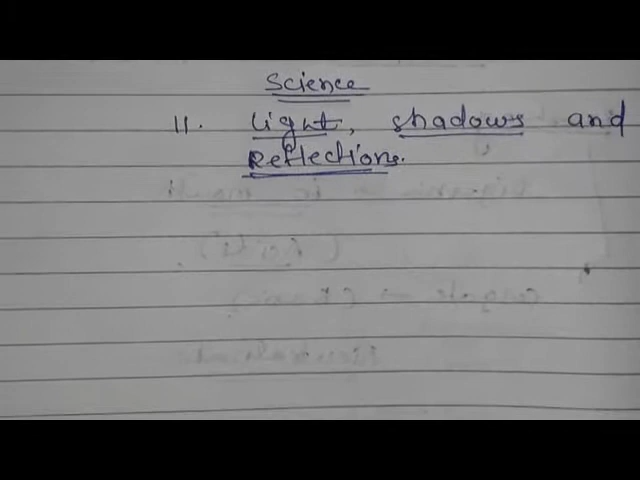 Science
11. Light, shadows and
Reflections.